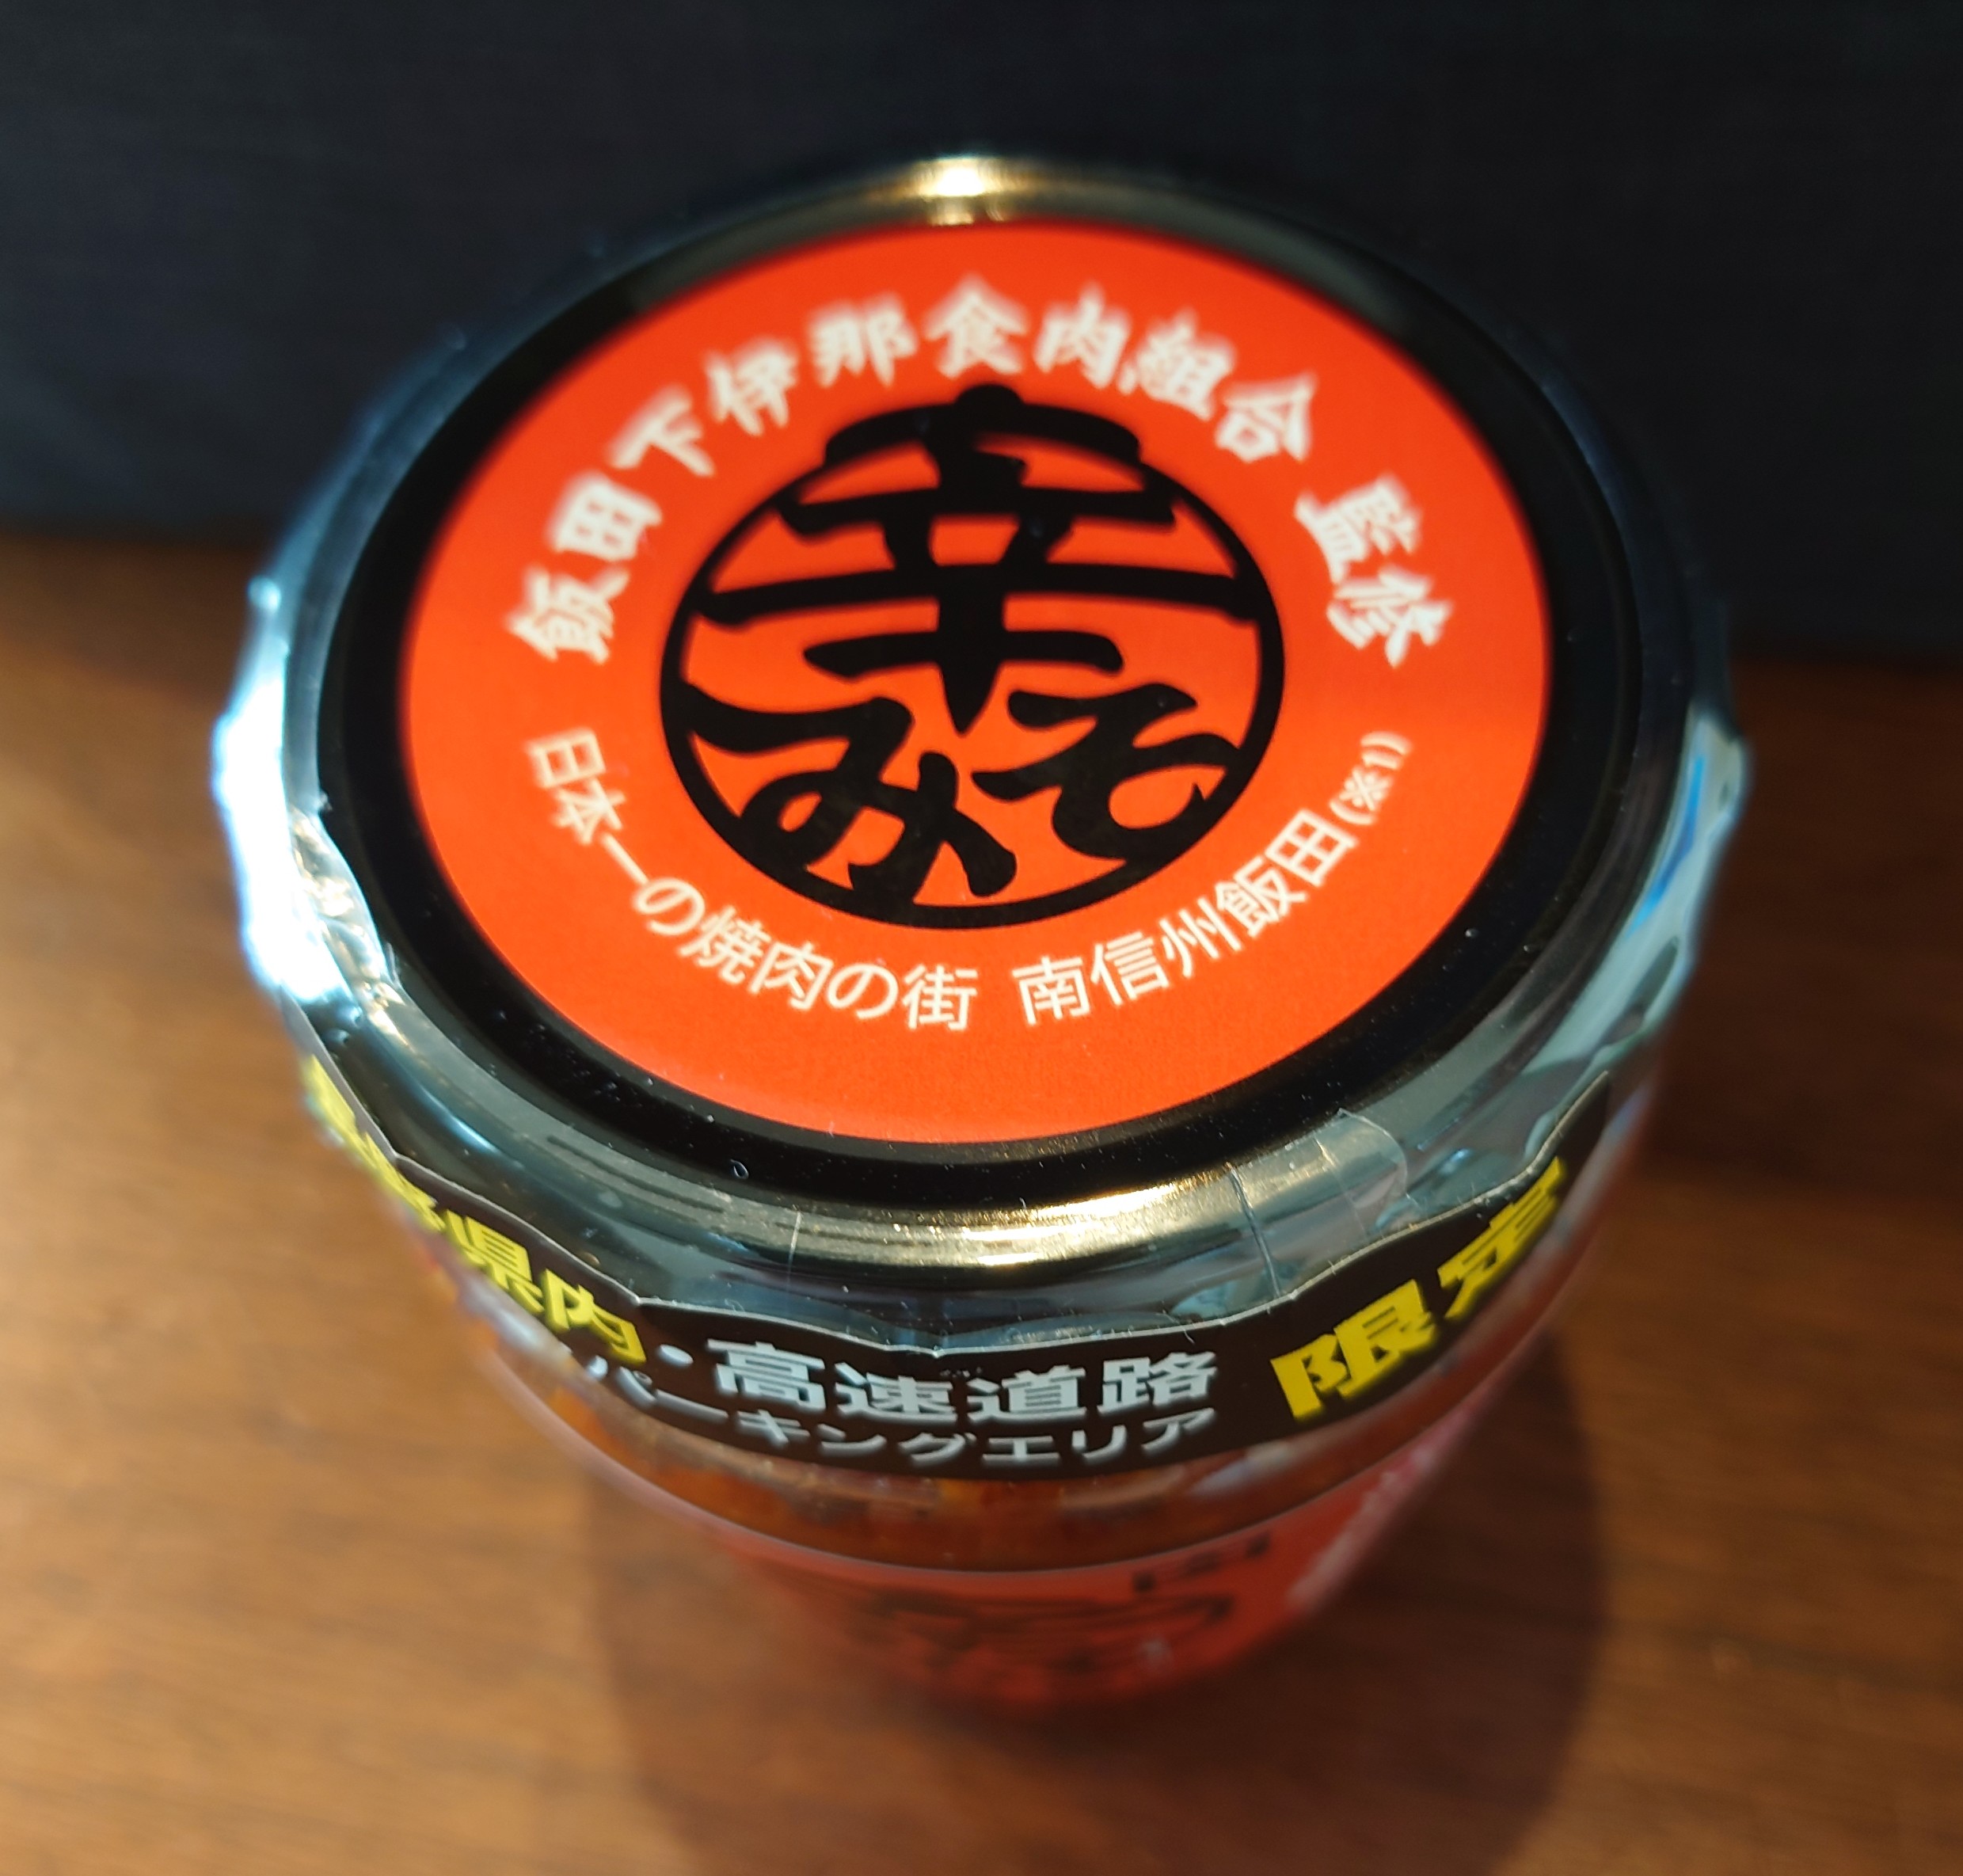 飯田下伊那食肉組合 監修
辛
みそ
日本一の焼肉の街 南信州飯田(※1)
県内・高速道路 限定
パーキングエリア